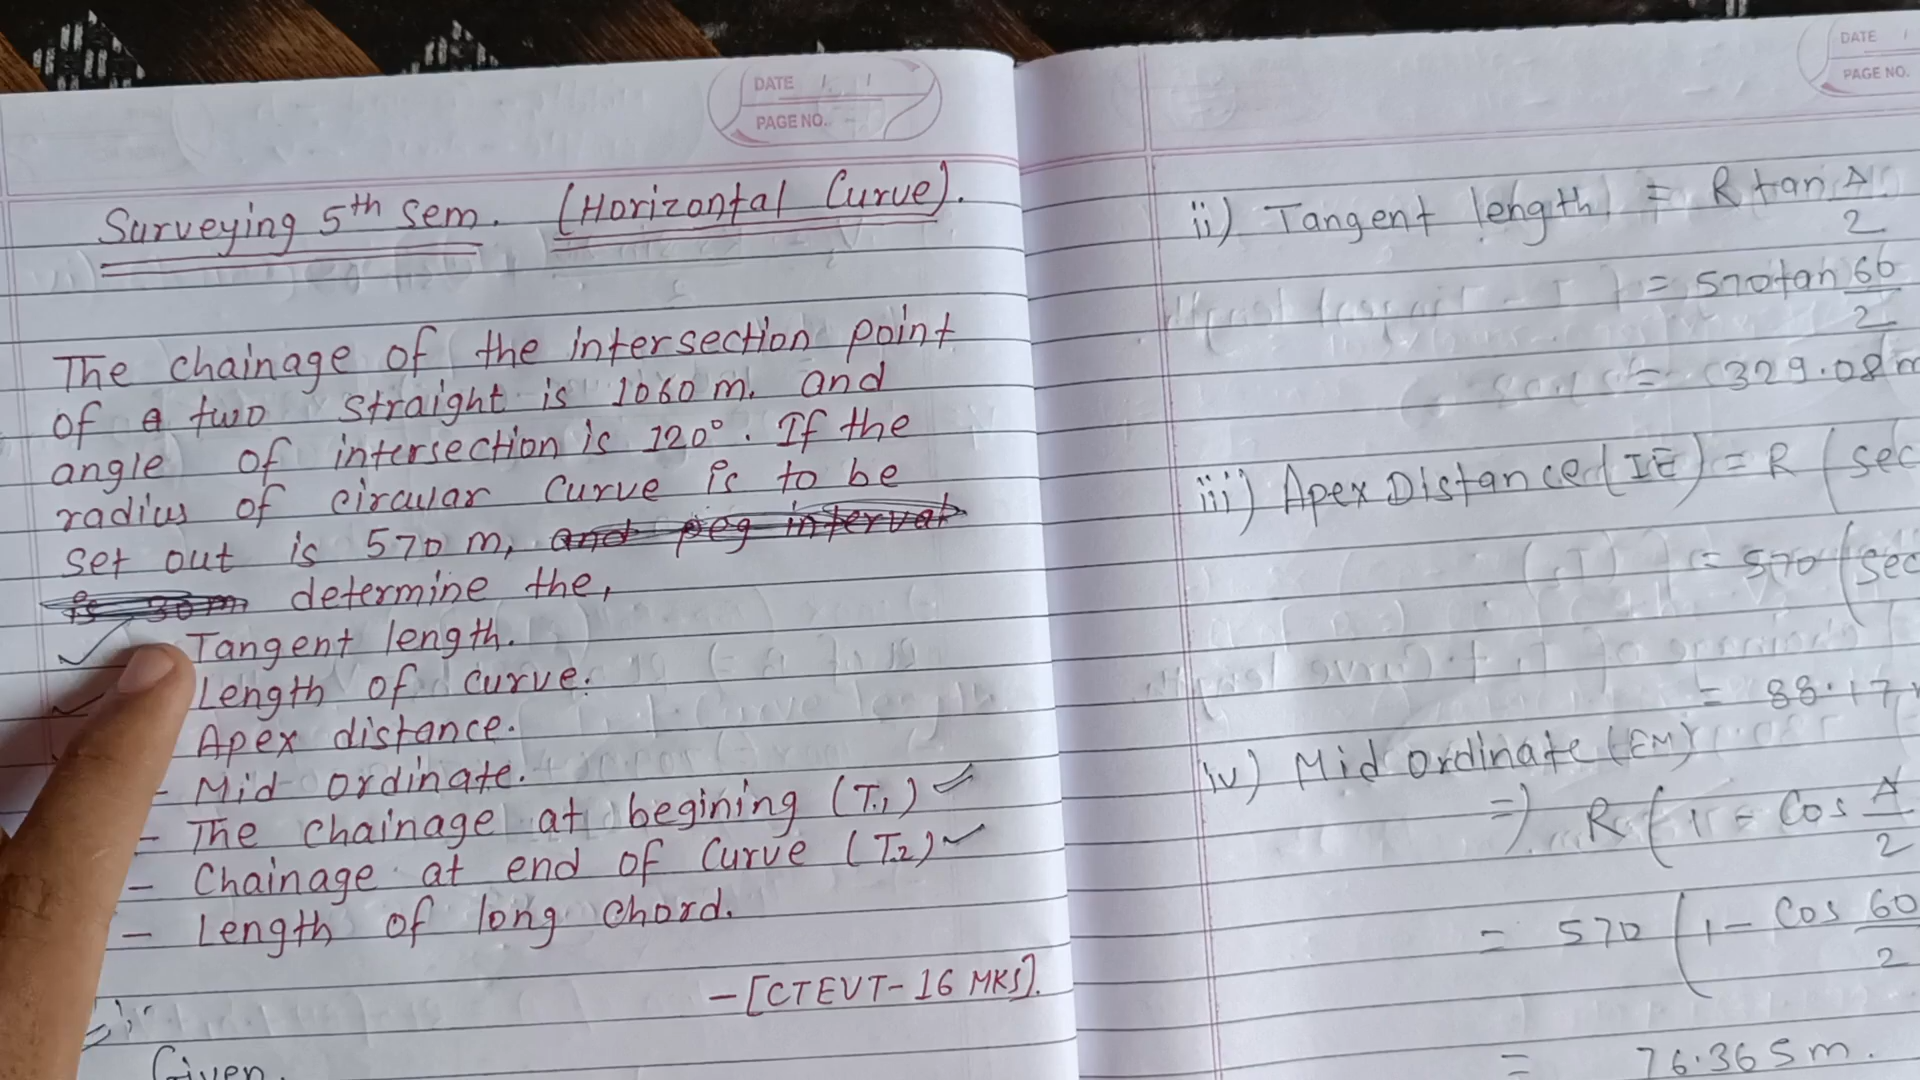 DATE / /
PAGE NO.
Surveying 5th sem. (Horizontal Curve).
The chainage of the intersection point
of a two straight is 1060 m. and
angle of intersection is 120°. If the
radius of circular curve is to be
set out is 570 m, and peg interval
is 30m determine the,
Tangent length.
Length of curve.
Apex distance.
- Mid ordinate.
- The chainage at begining (T1)
- Chainage at end of curve (T2)
- Length of long chord.
- [CTEVT- 16 MKS].
Given,
DATE /
PAGE NO.
ii) Tangent length = R tan Δ/2
= 570 tan 60/2
= 329.08 m
iii) Apex Distance (IE) = R (sec
= 570 (sec
= 88.17
iv) Mid ordinate (EM)
=) R (1 - Cos Δ/2
= 570 (1 - Cos 60/2
= 76.365 m.